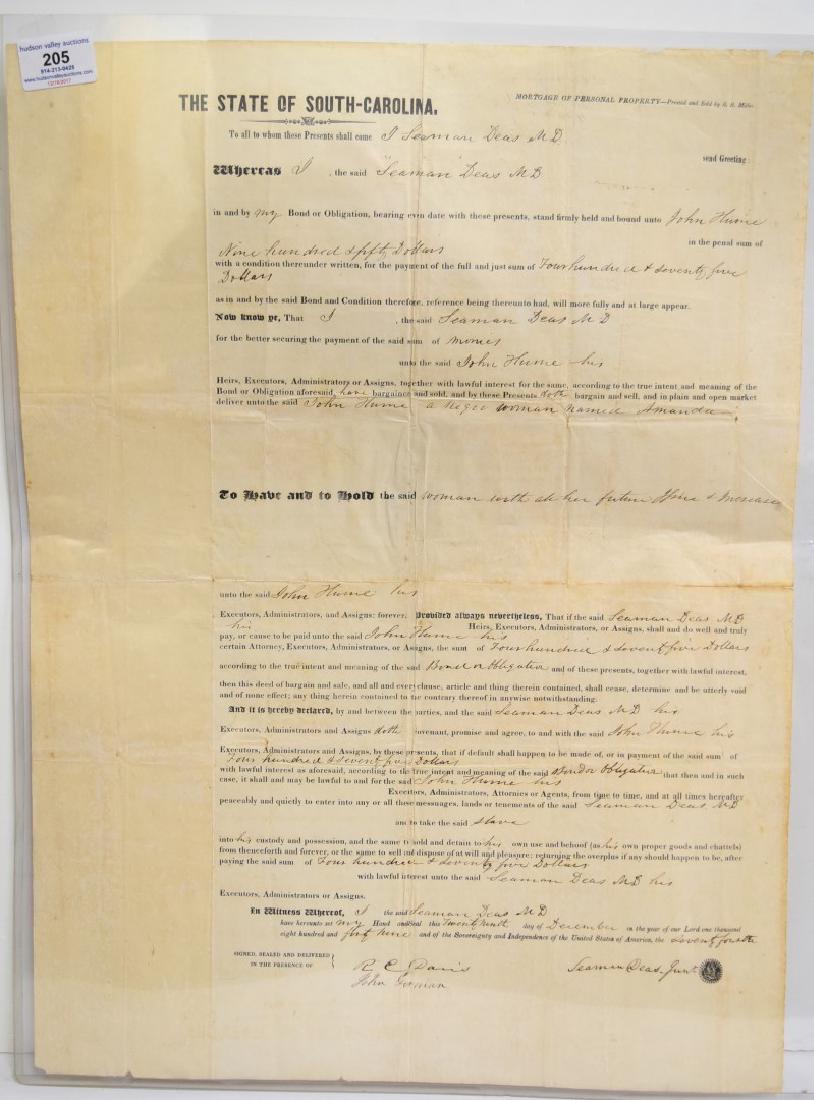 hudson valley auctions
205
914-213-0425
www.hudsonvalleyauctions.com
12/18/2017
MORTGAGE OF PERSONAL PROPERTY—Printed and Sold by
THE STATE OF SOUTH-CAROLINA.
To all to whom these Presents shall come I Seaman Deas MD
send Greeting:
Whereas I , the said "Seaman" Deas MD
in and by my Bond or Obligation, bearing even date with these presents, stand firmly held and bound unto John Hume
in the penal sum of
Nine hundred & fifty Dollars
with a condition thereunder written, for the payment of the full and just sum of Four hundred & seventy five
Dollars
as in and by the said Bond and Condition therefore, reference being thereunto had, will more fully and at large appear.
Now know ye, That I , the said Seaman Deas MD
for the better securing the payment of the said sum of monies
unto the said John Hume his
Heirs, Executors, Administrators or Assigns, together with lawful interest for the same, according to the true intent and meaning of the
Bond or Obligation aforesaid, have bargained and sold, and by these Presents doth bargain and sell, and in plain and open market
deliver unto the said John Hume a negro woman named Amanda
To Have and to Hold the said woman with all her future & increase
unto the said John Hume his
Executors, Administrators, and Assigns: forever, Provided always nevertheless, That if the said Seaman Deas MD
his Heirs, Executors, Administrators, or Assigns, shall and do well and truly
pay, or cause to be paid unto the said John Hume his
certain Attorney, Executors, Administrators, or Assigns, the sum of Four hundred & seventy five Dollars
according to the true intent and meaning of the said Bond or Obligation and of these presents, together with lawful interest,
then this deed of bargain and sale, and all and every clause, article and thing therein contained, shall cease, determine and be utterly void
and of none effect; any thing herein contained to the contrary thereof in anywise notwithstanding.
And it is hereby declared, by and between the parties, and the said Seaman Deas MD his
Executors, Administrators and Assigns doth covenant, promise and agree, to and with the said John Hume his
Executors, Administrators and Assigns, by these presents, that if default shall happen to be made of, or in payment of the said sum of
Four hundred & seventy five Dollars
with lawful interest as aforesaid, according to the true intent and meaning of the said Bond or Obligation that then and in such
case, it shall and may be lawful to and for the said John Hume his
Executors, Administrators, Attornies or Agents, from time to time, and at all times hereafter
peaceably and quietly to enter into any or all these messuages, lands or tenements of the said Seaman Deas MD
and to take the said slave
into his custody and possession, and the same to hold and detain to his own use and behoof (as his own proper goods and chattels)
from thenceforth and forever, or the same to sell and dispose of at will and pleasure: returning the overplus if any should happen to be, after
paying the said sum of Four hundred & seventy five Dollars
with lawful interest unto the said Seaman Deas MD his
Executors, Administrators or Assigns.
In Witness Whereof, I the said Seaman Deas MD
have hereunto set my Hand and Seal this Twenty ninth day of December in the year of our Lord one thousand
eight hundred and forty nine and of the Sovereignty and Independence of the United States of America, the seventy fourth
SIGNED, SEALED AND DELIVERED
IN THE PRESENCE OF
R C Davis
Seaman Deas, Junr
John